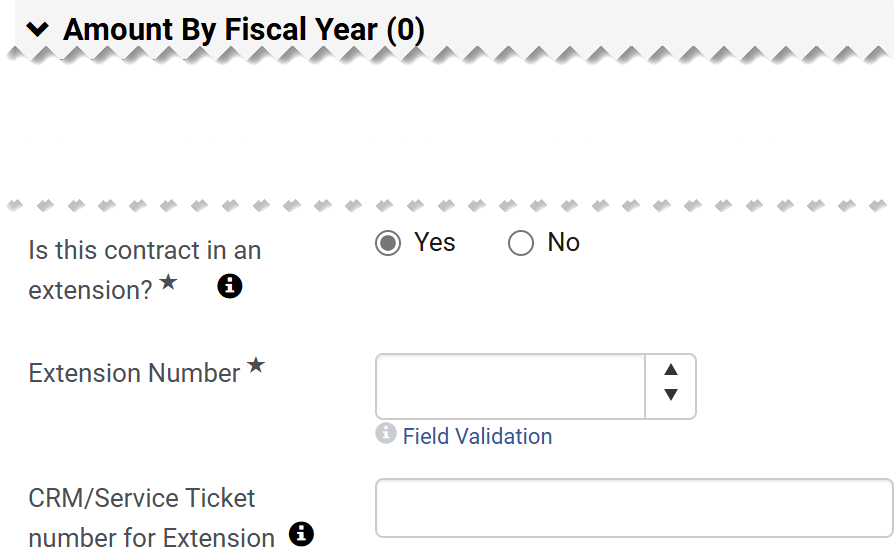 Amount By Fiscal Year (0)
Is this contract in an
extension? ★
Yes
No
Extension Number ★
Field Validation
CRM/Service Ticket
number for Extension